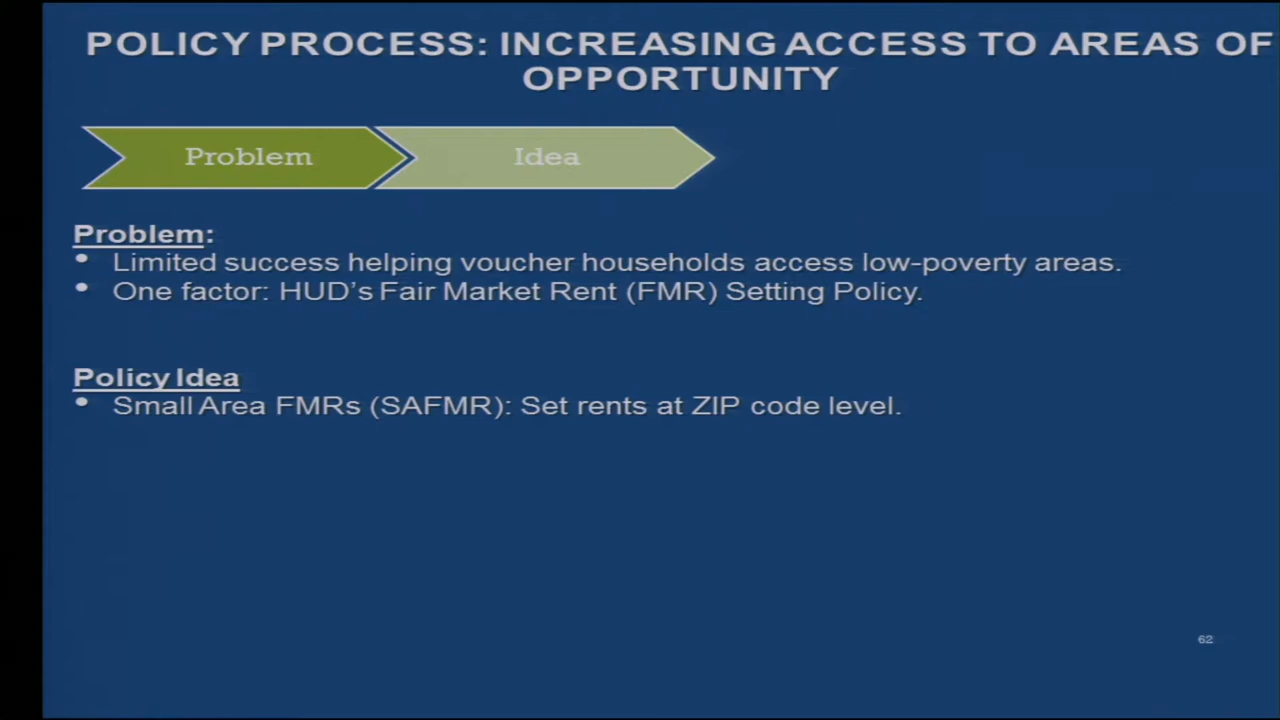 POLICY PROCESS: INCREASING ACCESS TO AREAS OF
OPPORTUNITY
Problem
Idea
Problem:
• Limited success helping voucher households access low-poverty areas.
• One factor: HUD's Fair Market Rent (FMR) Setting Policy.
Policy Idea
• Small Area FMRs (SAFMR): Set rents at ZIP code level.
62